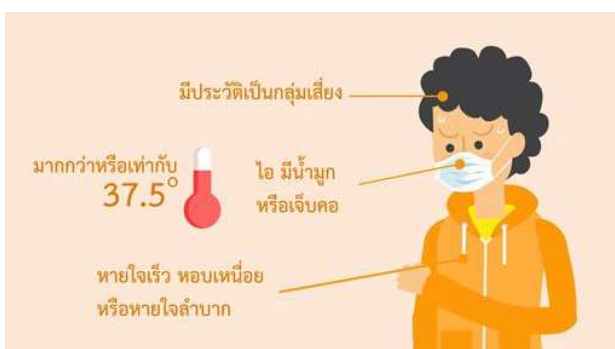 มีประวัติเป็นกลุ่มเสี่ยง
มากกว่าหรือเท่ากับ
37.5°
ไอ มีน้ำมูก
หรือเจ็บคอ
หายใจเร็ว หอบเหนื่อย
หรือหายใจลำบาก